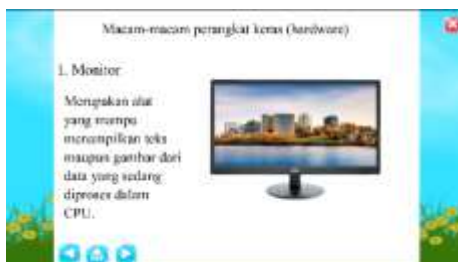 Macam-macam perangkat keras (hardware)
1. Monitor
Merupakan alat
yang mampu
menampilkan teks
maupun gambar dari
data yang sedang
diproses dalam
CPU.